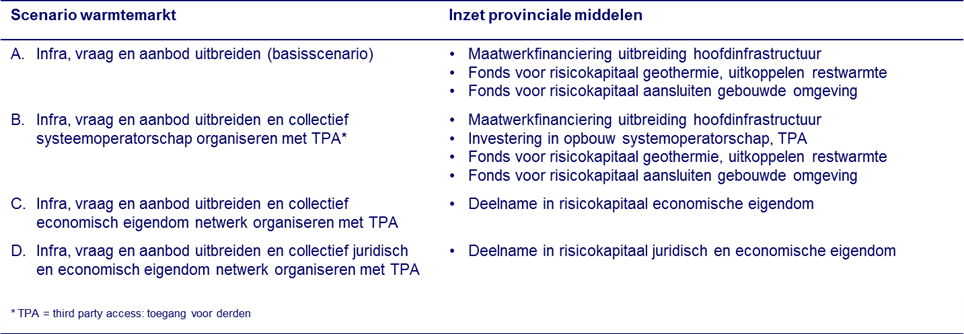 Scenario warmtemarkt
Inzet provinciale middelen
A. Infra, vraag en aanbod uitbreiden (basisscenario)
• Maatwerkfinanciering uitbreiding hoofdinfrastructuur
• Fonds voor risicokapitaal geothermie, uitkoppelen restwarmte
• Fonds voor risicokapitaal aansluiten gebouwde omgeving
B. Infra, vraag en aanbod uitbreiden en collectief
systeemoperatorschap organiseren met TPA*
• Maatwerkfinanciering uitbreiding hoofdinfrastructuur
• Investering in opbouw systemoperatorschap, TPA
• Fonds voor risicokapitaal geothermie, uitkoppelen restwarmte
• Fonds voor risicokapitaal aansluiten gebouwde omgeving
C. Infra, vraag en aanbod uitbreiden en collectief
economisch eigendom netwerk organiseren met TPA
• Deelname in risicokapitaal economische eigendom
D. Infra, vraag en aanbod uitbreiden en collectief juridisch
en economisch eigendom netwerk organiseren met TPA
• Deelname in risicokapitaal juridisch en economische eigendom
* TPA = third party access: toegang voor derden